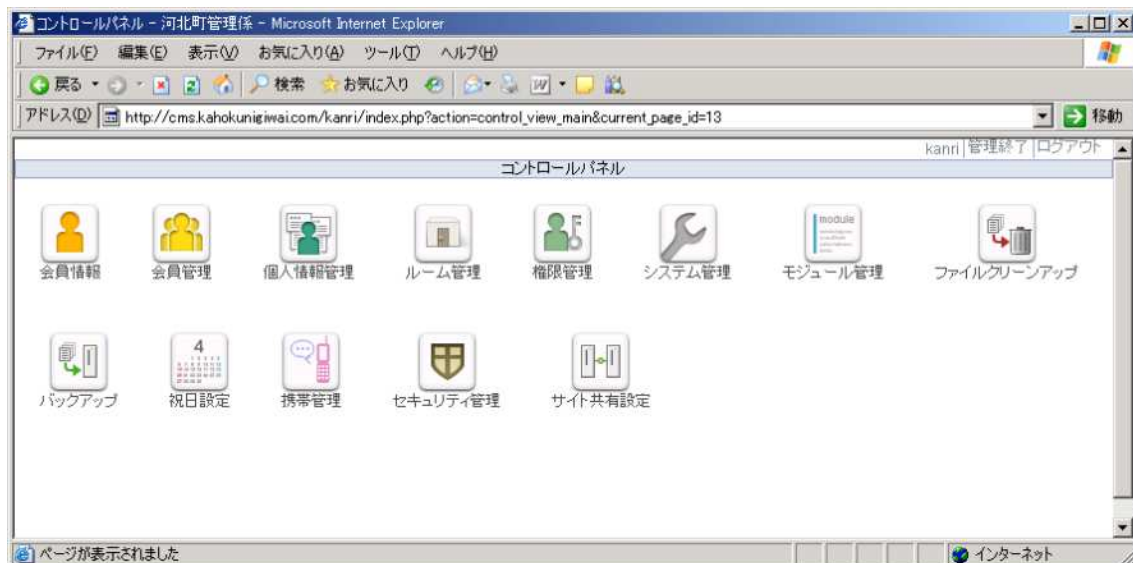 コントロールパネル - 河北町管理係 - Microsoft Internet Explorer
ファイル(F) 編集(E) 表示(V) お気に入り(A) ツール(T) ヘルプ(H)
戻る 検索 お気に入り
アドレス(D) http://cms.kahokunigiwai.com/kanri/index.php?action=control_view_main&current_page_id=13 移動
kanri|管理終了|ログアウト
コントロールパネル
module
会員情報 会員管理 個人情報管理 ルーム管理 権限管理 システム管理 モジュール管理 ファイルクリーンアップ
4
バックアップ 祝日設定 携帯管理 セキュリティ管理 サイト共有設定
ページが表示されました インターネット